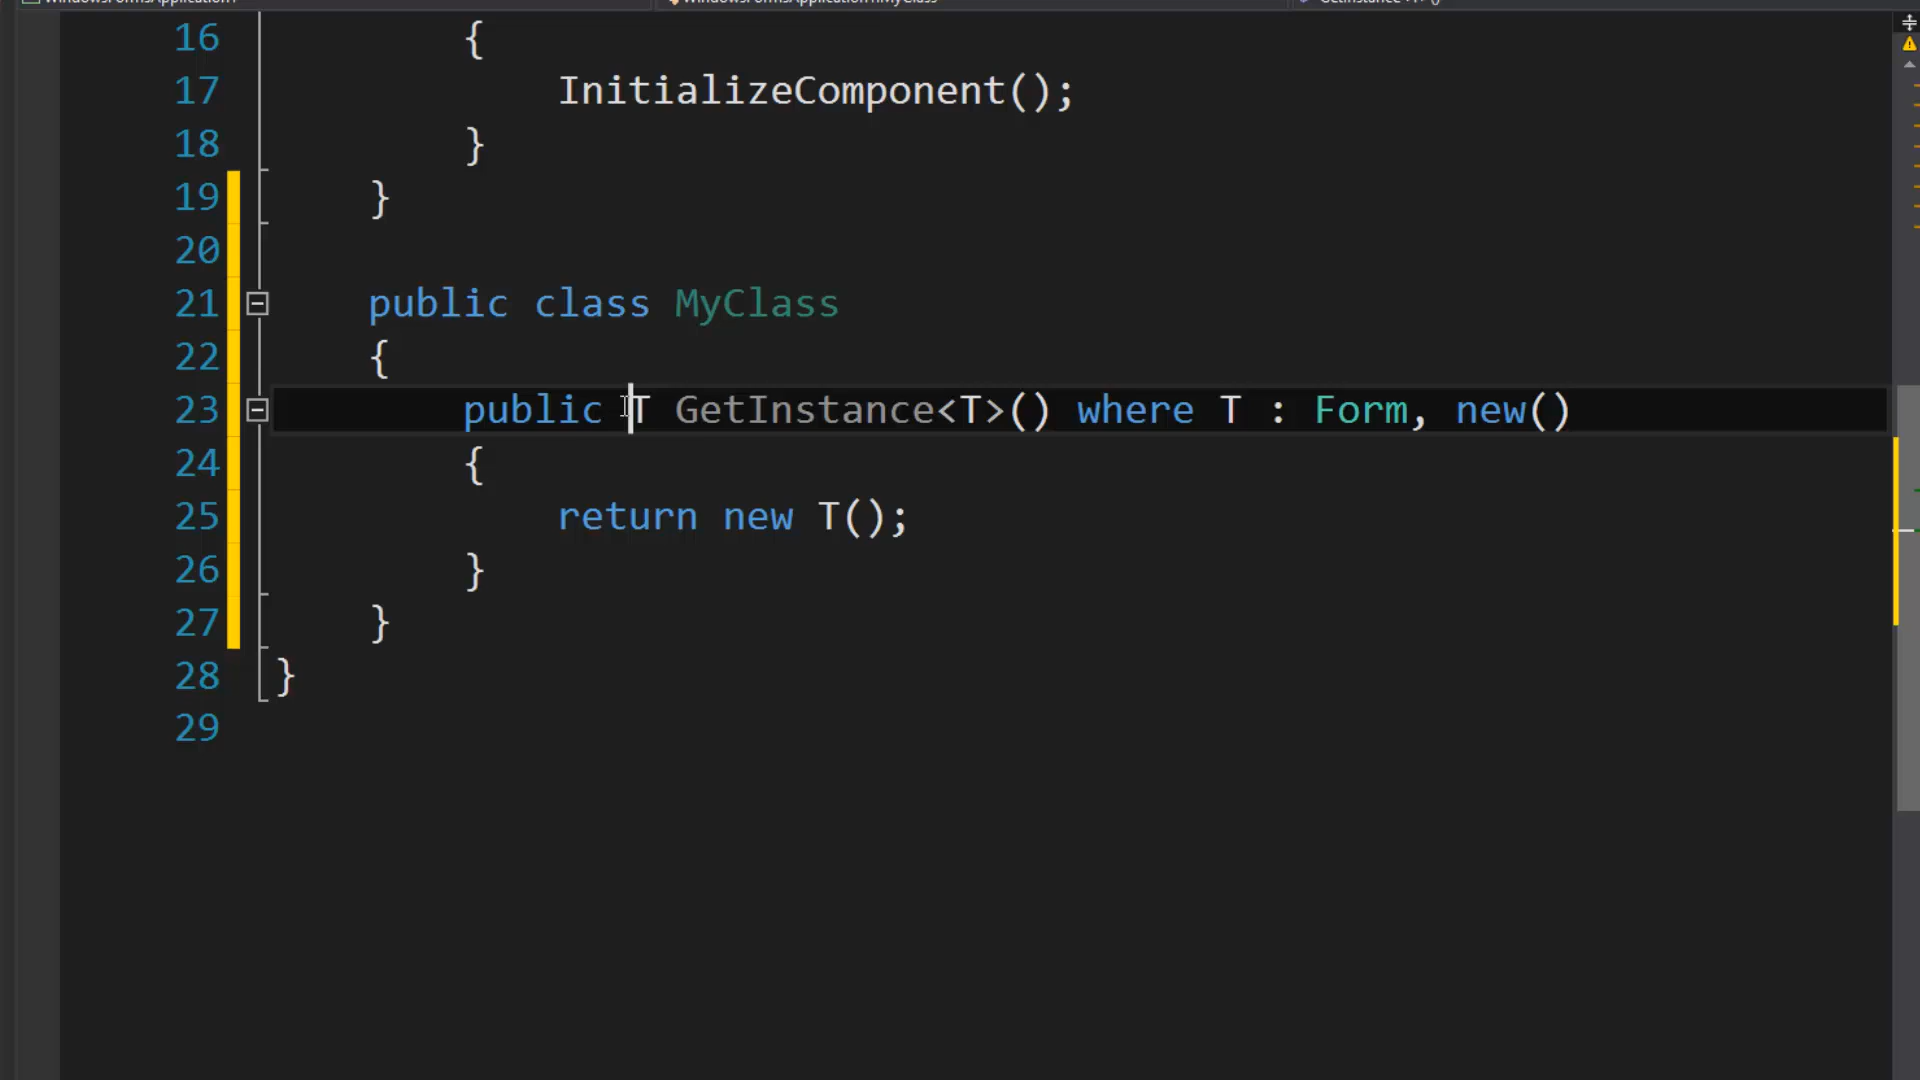 16 {
17 InitializeComponent();
18 }
19 }
20
21 public class MyClass
22 {
23 public T GetInstance<T>() where T : Form, new()
24 {
25 return new T();
26 }
27 }
28 }
29